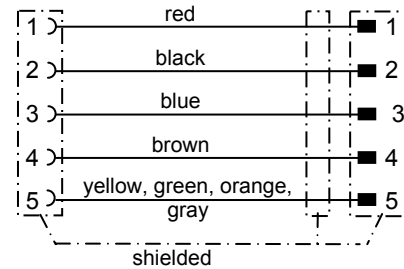 red
1 1
black
2 2
blue
3 3
brown
4 4
yellow, green, orange,
5 5
gray
shielded